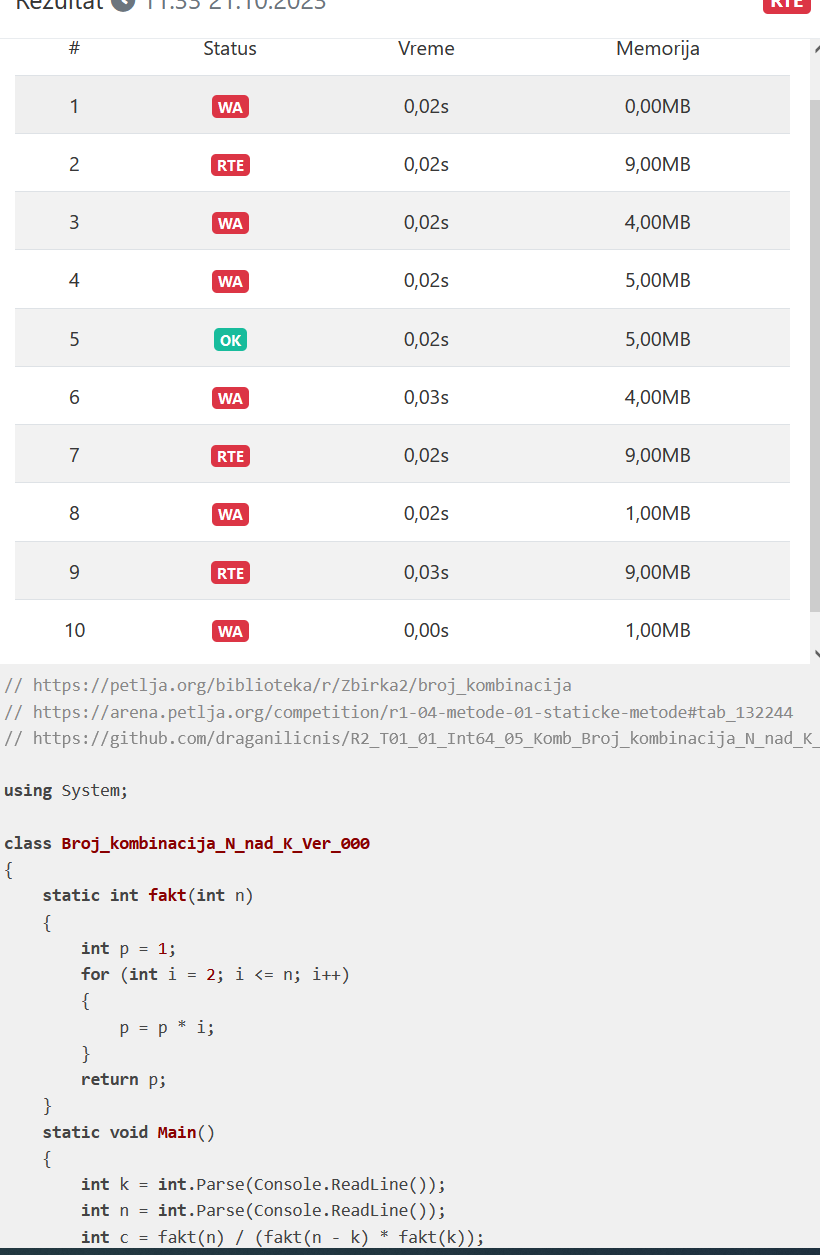 Rezultat 11:33 21.10.2023 RTE
# Status Vreme Memorija
1 WA 0,02s 0,00MB
2 RTE 0,02s 9,00MB
3 WA 0,02s 4,00MB
4 WA 0,02s 5,00MB
5 OK 0,02s 5,00MB
6 WA 0,03s 4,00MB
7 RTE 0,02s 9,00MB
8 WA 0,02s 1,00MB
9 RTE 0,03s 9,00MB
10 WA 0,00s 1,00MB
// https://petlja.org/biblioteka/r/Zbirka2/broj_kombinacija
// https://arena.petlja.org/competition/r1-04-metode-01-staticke-metode#tab_132244
// https://github.com/draganilicnis/R2_T01_01_Int64_05_Komb_Broj_kombinacija_N_nad_K_
using System;
class Broj_kombinacija_N_nad_K_Ver_000
{
static int fakt(int n)
{
int p = 1;
for (int i = 2; i <= n; i++)
{
p = p * i;
}
return p;
}
static void Main()
{
int k = int.Parse(Console.ReadLine());
int n = int.Parse(Console.ReadLine());
int c = fakt(n) / (fakt(n - k) * fakt(k));